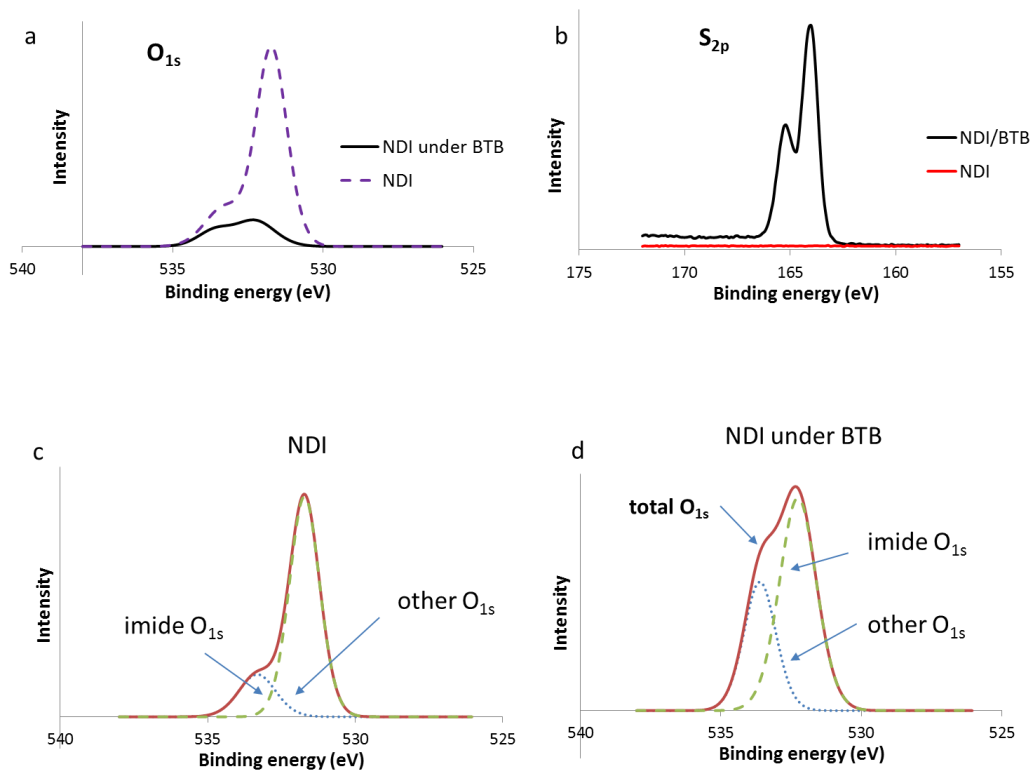 a
O1s
Intensity
NDI under BTB
NDI
540
535
530
525
Binding energy (eV)
b
S2p
Intensity
NDI/BTB
NDI
175
170
165
160
155
Binding energy (eV)
c
NDI
Intensity
imide O1s
other O1s
540
535
530
525
Binding energy (eV)
d
NDI under BTB
total O1s
Intensity
imide O1s
other O1s
540
535
530
525
Binding energy (eV)